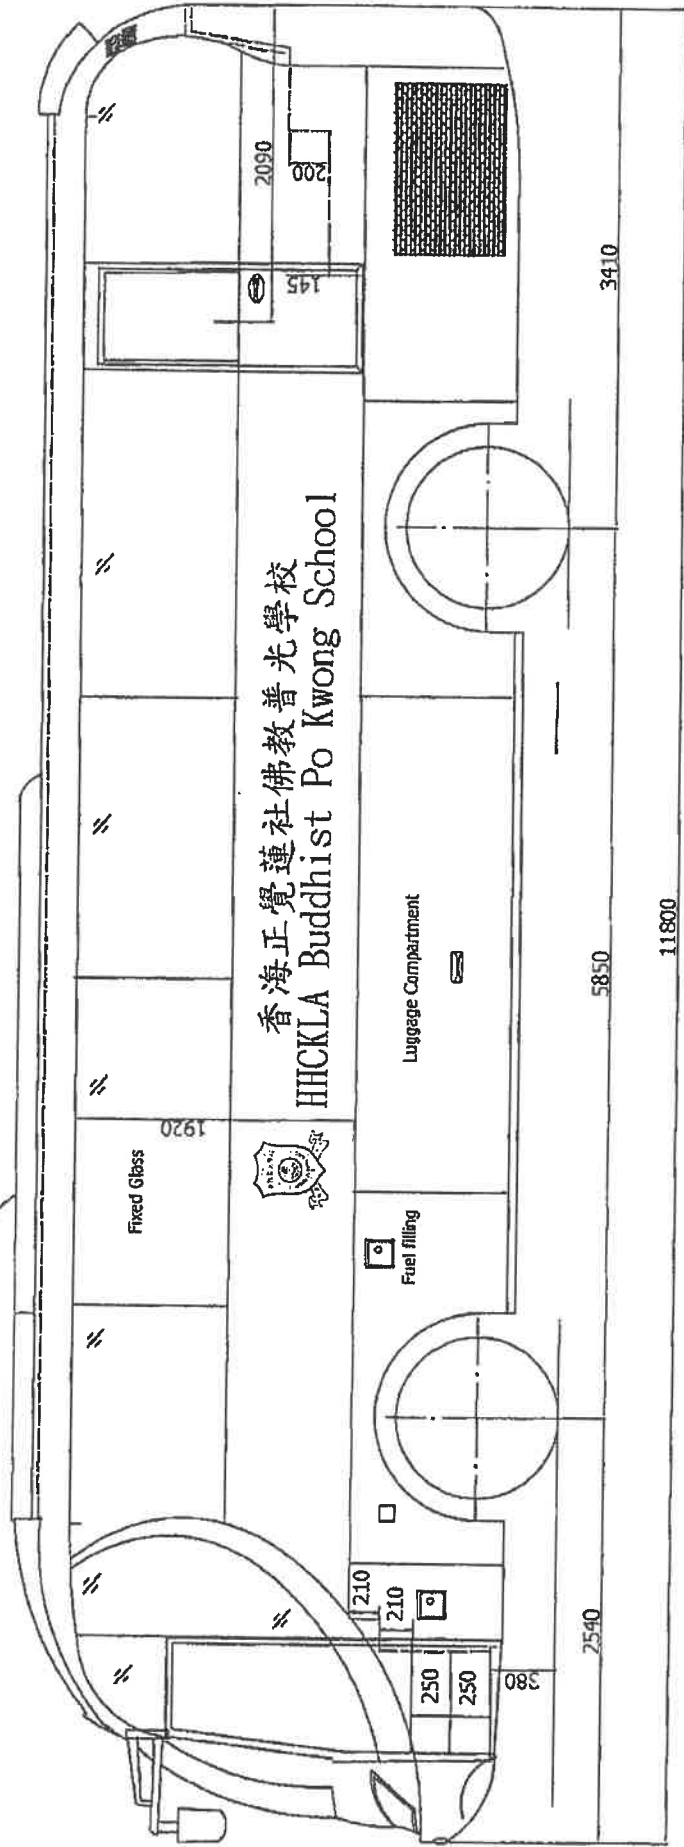 香海正覺蓮社佛教普光學校
HHCKLA Buddhist Po Kwong School
Fixed Glass
1920
Fuel filling
Luggage Compartment
2090
200
145
210
210
250
250
380
2540
5850
3410
11800